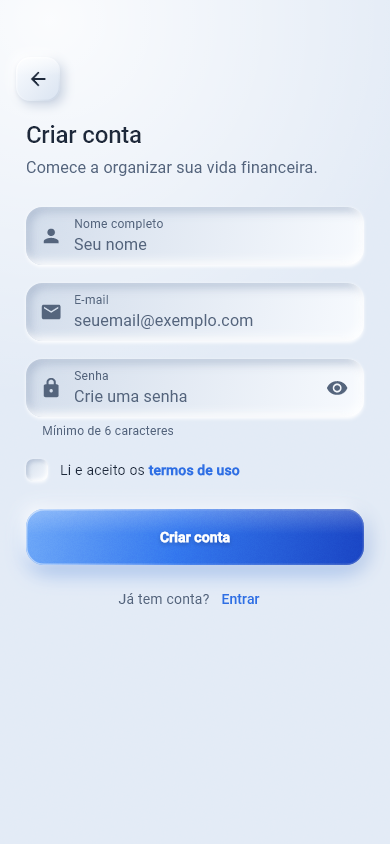 Criar conta
Comece a organizar sua vida financeira.
Nome completo
Seu nome
E-mail
seuemail@exemplo.com
Senha
Crie uma senha
Mínimo de 6 caracteres
Li e aceito os termos de uso
Criar conta
Já tem conta? Entrar